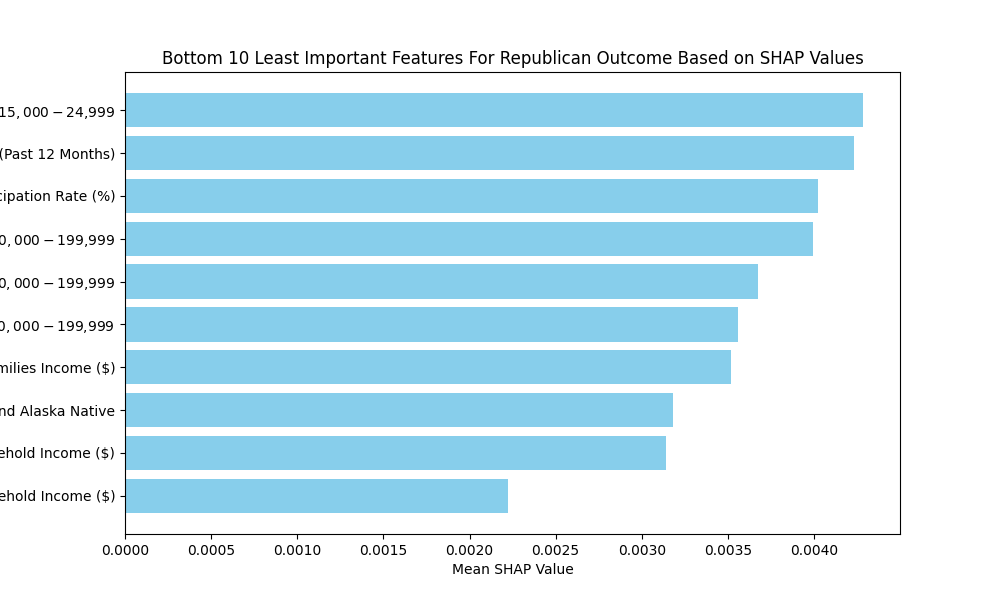 Bottom 10 Least Important Features For Republican Outcome Based on SHAP Values
15,000-24,999
(Past 12 Months)
cipation Rate (%)
0,000-199,999
0,000-199,999
0,000-199,999
milies Income ($)
nd Alaska Native
ehold Income ($)
ehold Income ($)
0.0000 0.0005 0.0010 0.0015 0.0020 0.0025 0.0030 0.0035 0.0040
Mean SHAP Value